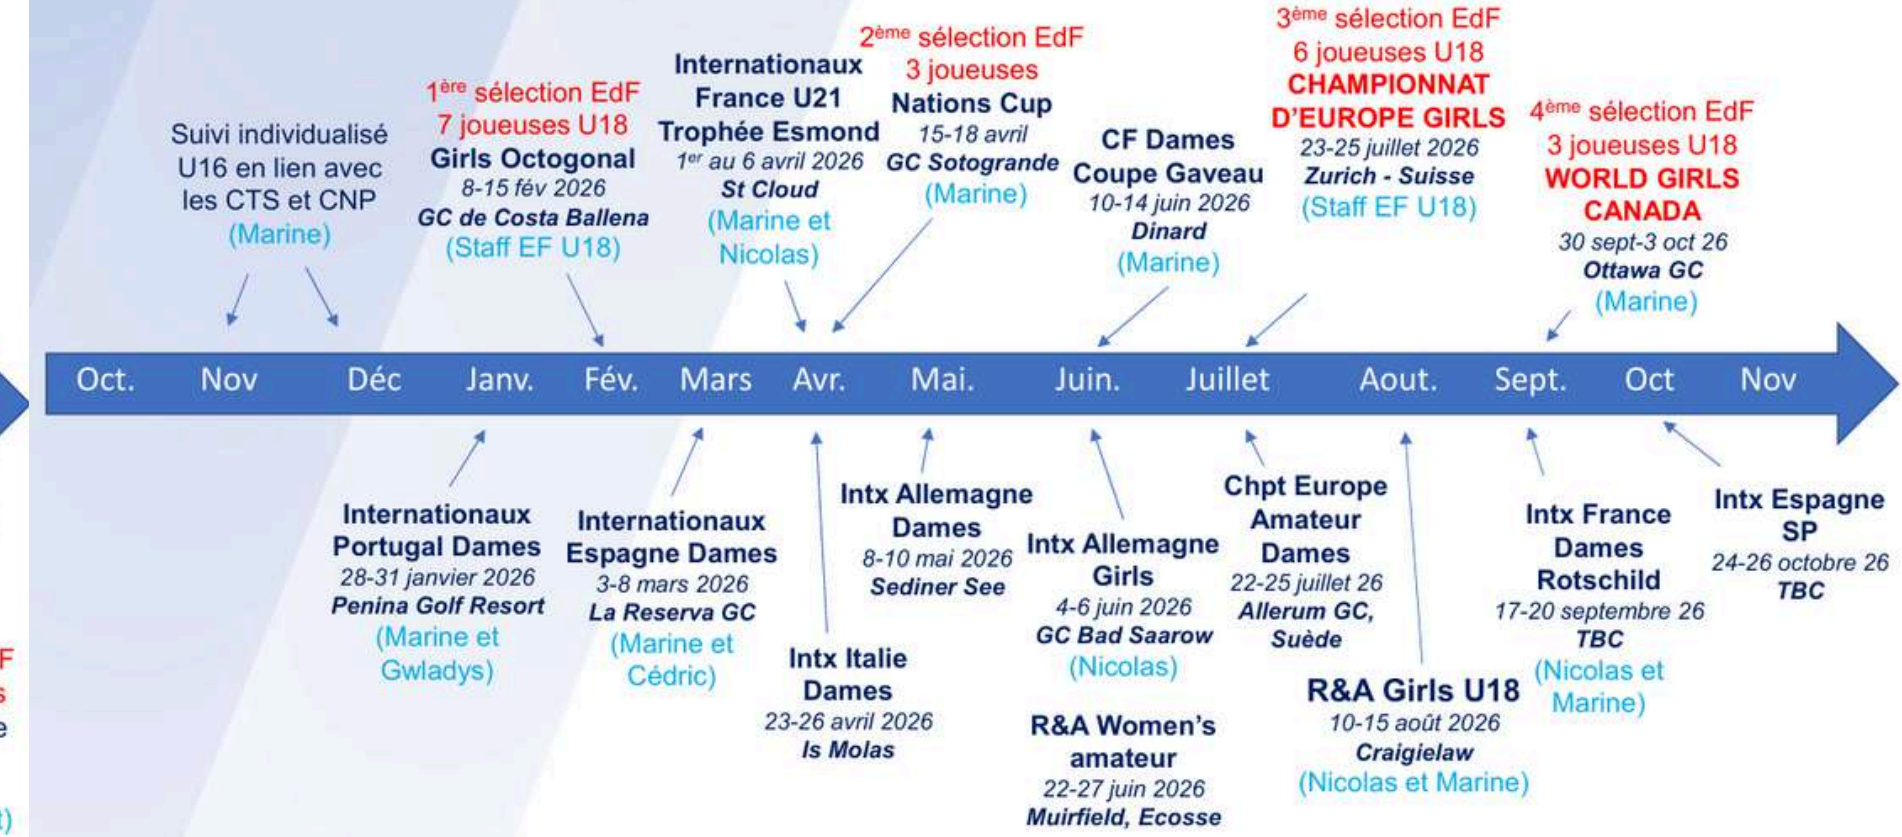 Suivi individualisé
U16 en lien avec
les CTS et CNP
(Marine)
1ère sélection EdF
7 joueuses U18
Girls Octogonal
8-15 fév 2026
GC de Costa Ballena
(Staff EF U18)
Internationaux
France U21
Trophée Esmond
1er au 6 avril 2026
St Cloud
(Marine et
Nicolas)
2ème sélection EdF
3 joueuses
Nations Cup
15-18 avril
GC Sotogrande
(Marine)
CF Dames
Coupe Gaveau
10-14 juin 2026
Dinard
(Marine)
3ème sélection EdF
6 joueuses U18
CHAMPIONNAT
D’EUROPE GIRLS
23-25 juillet 2026
Zurich - Suisse
(Staff EF U18)
4ème sélection EdF
3 joueuses U18
WORLD GIRLS
CANADA
30 sept-3 oct 26
Ottawa GC
(Marine)
Oct. Nov Déc Janv. Fév. Mars Avr. Mai. Juin. Juillet Aout. Sept. Oct Nov
Internationaux
Portugal Dames
28-31 janvier 2026
Penina Golf Resort
(Marine et
Gwladys)
Internationaux
Espagne Dames
3-8 mars 2026
La Reserva GC
(Marine et
Cédric)
Intx Italie
Dames
23-26 avril 2026
Is Molas
Intx Allemagne
Dames
8-10 mai 2026
Sediner See
Intx Allemagne
Girls
4-6 juin 2026
GC Bad Saarow
(Nicolas)
R&A Women’s
amateur
22-27 juin 2026
Muirfield, Ecosse
Chpt Europe
Amateur
Dames
22-25 juillet 26
Allerum GC,
Suède
R&A Girls U18
10-15 août 2026
Craigielaw
(Nicolas et Marine)
Intx France
Dames
Rotschild
17-20 septembre 26
TBC
(Nicolas et
Marine)
Intx Espagne
SP
24-26 octobre 26
TBC